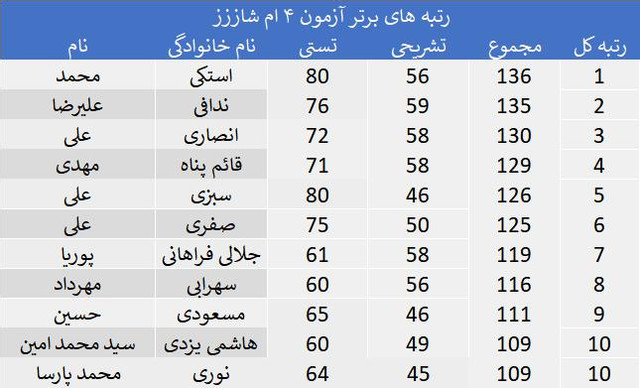 رتبه های برتر آزمون ۴ ام شاززز
رتبه کل مجموع تشریحی تستی نام خانوادگی نام
1 136 56 80 استکی محمد
2 135 59 76 ندافی علیرضا
3 130 58 72 انصاری علی
4 129 58 71 قائم پناه مهدی
5 126 46 80 سبزی علی
6 125 50 75 صفری علی
7 119 58 61 جلالی فراهانی پوریا
8 116 56 60 سهرابی مهرداد
9 111 46 65 مسعودی حسین
10 109 49 60 هاشمی یزدی سید محمد امین
10 109 45 64 نوری محمد پارسا